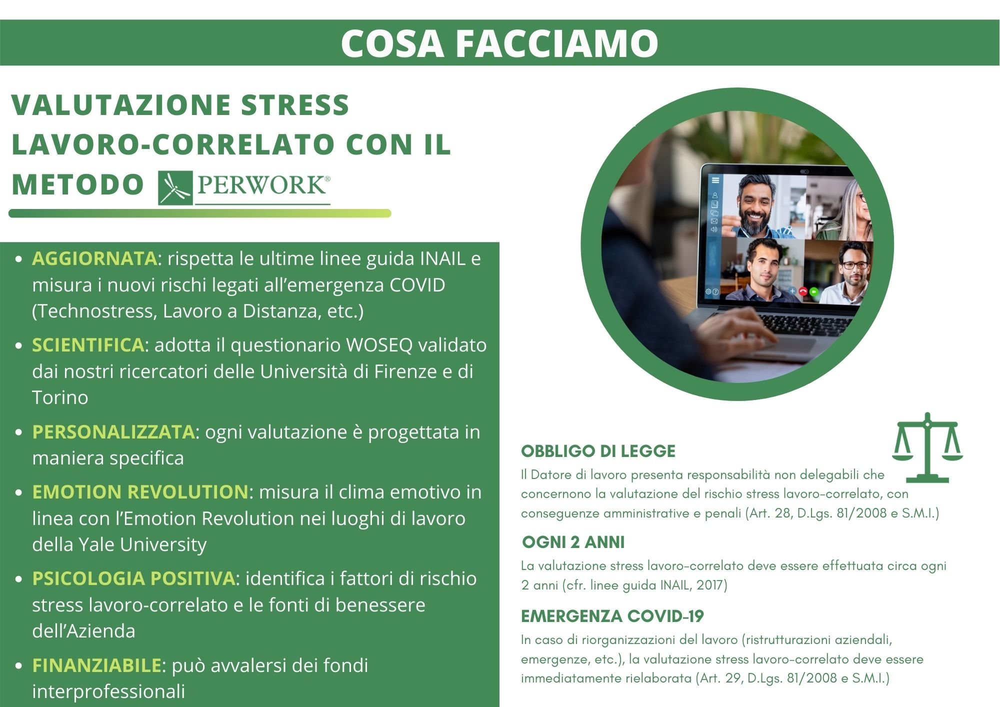 COSA FACCIAMO
VALUTAZIONE STRESS
LAVORO-CORRELATO CON IL
METODO PERWORK®
• AGGIORNATA: rispetta le ultime linee guida INAIL e
misura i nuovi rischi legati all'emergenza COVID
(Technostress, Lavoro a Distanza, etc.)
• SCIENTIFICA: adotta il questionario WOSEQ validato
dai nostri ricercatori delle Università di Firenze e di
Torino
• PERSONALIZZATA: ogni valutazione è progettata in
maniera specifica
• EMOTION REVOLUTION: misura il clima emotivo in
linea con l'Emotion Revolution nei luoghi di lavoro
della Yale University
• PSICOLOGIA POSITIVA: identifica i fattori di rischio
stress lavoro-correlato e le fonti di benessere
dell'Azienda
• FINANZIABILE: può avvalersi dei fondi
interprofessionali
OBBLIGO DI LEGGE
Il Datore di lavoro presenta responsabilità non delegabili che
concernono la valutazione del rischio stress lavoro-correlato, con
conseguenze amministrative e penali (Art. 28, D.Lgs. 81/2008 e S.M.I.)
OGNI 2 ANNI
La valutazione stress lavoro-correlato deve essere effettuata circa ogni
2 anni (cfr. linee guida INAIL, 2017)
EMERGENZA COVID-19
In caso di riorganizzazioni del lavoro (ristrutturazioni aziendali,
emergenze, etc.), la valutazione stress lavoro-correlato deve essere
immediatamente rielaborata (Art. 29, D.Lgs. 81/2008 e S.M.I.)